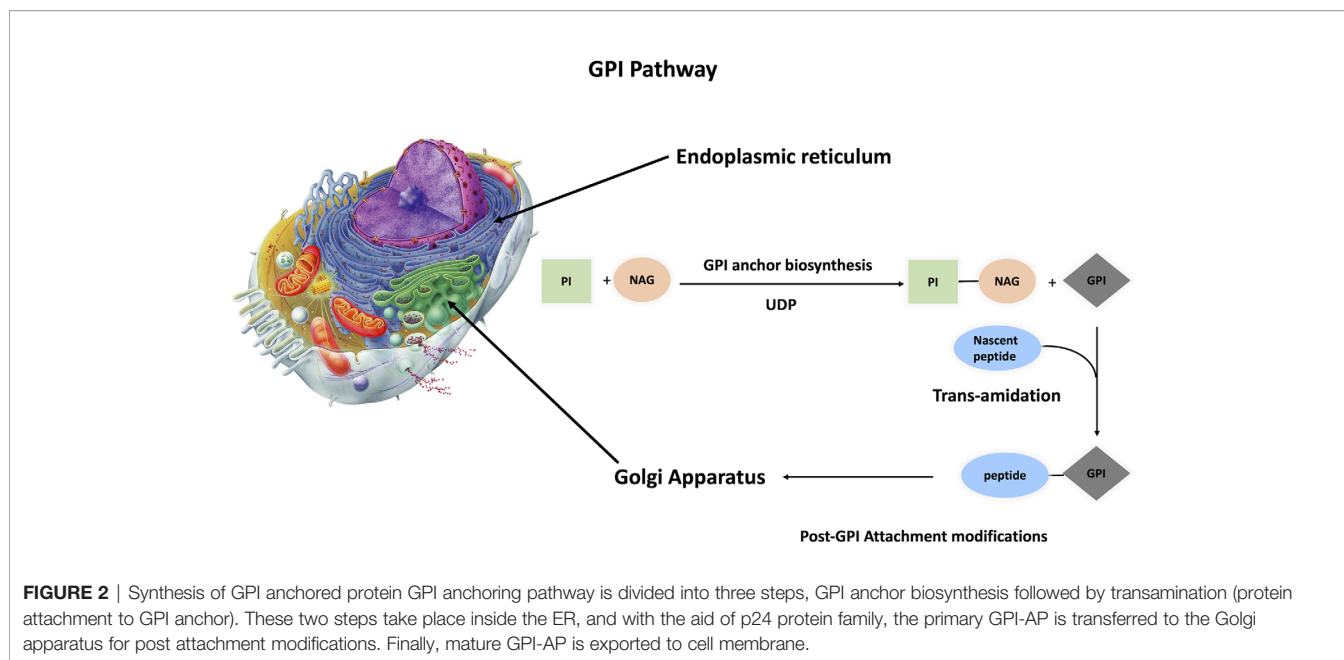 GPI Pathway
Endoplasmic reticulum
PI + NAG
GPI anchor biosynthesis
UDP
PI NAG + GPI
Nascent
peptide
Trans-amidation
Golgi Apparatus
peptide GPI
Post-GPI Attachment modifications
FIGURE 2 | Synthesis of GPI anchored protein GPI anchoring pathway is divided into three steps, GPI anchor biosynthesis followed by transamination (protein
attachment to GPI anchor). These two steps take place inside the ER, and with the aid of p24 protein family, the primary GPI-AP is transferred to the Golgi
apparatus for post attachment modifications. Finally, mature GPI-AP is exported to cell membrane.